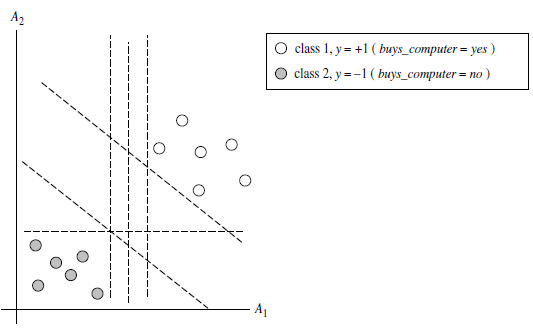 A2
class 1, y = +1 ( buys_computer = yes )
class 2, y = −1 ( buys_computer = no )
A1